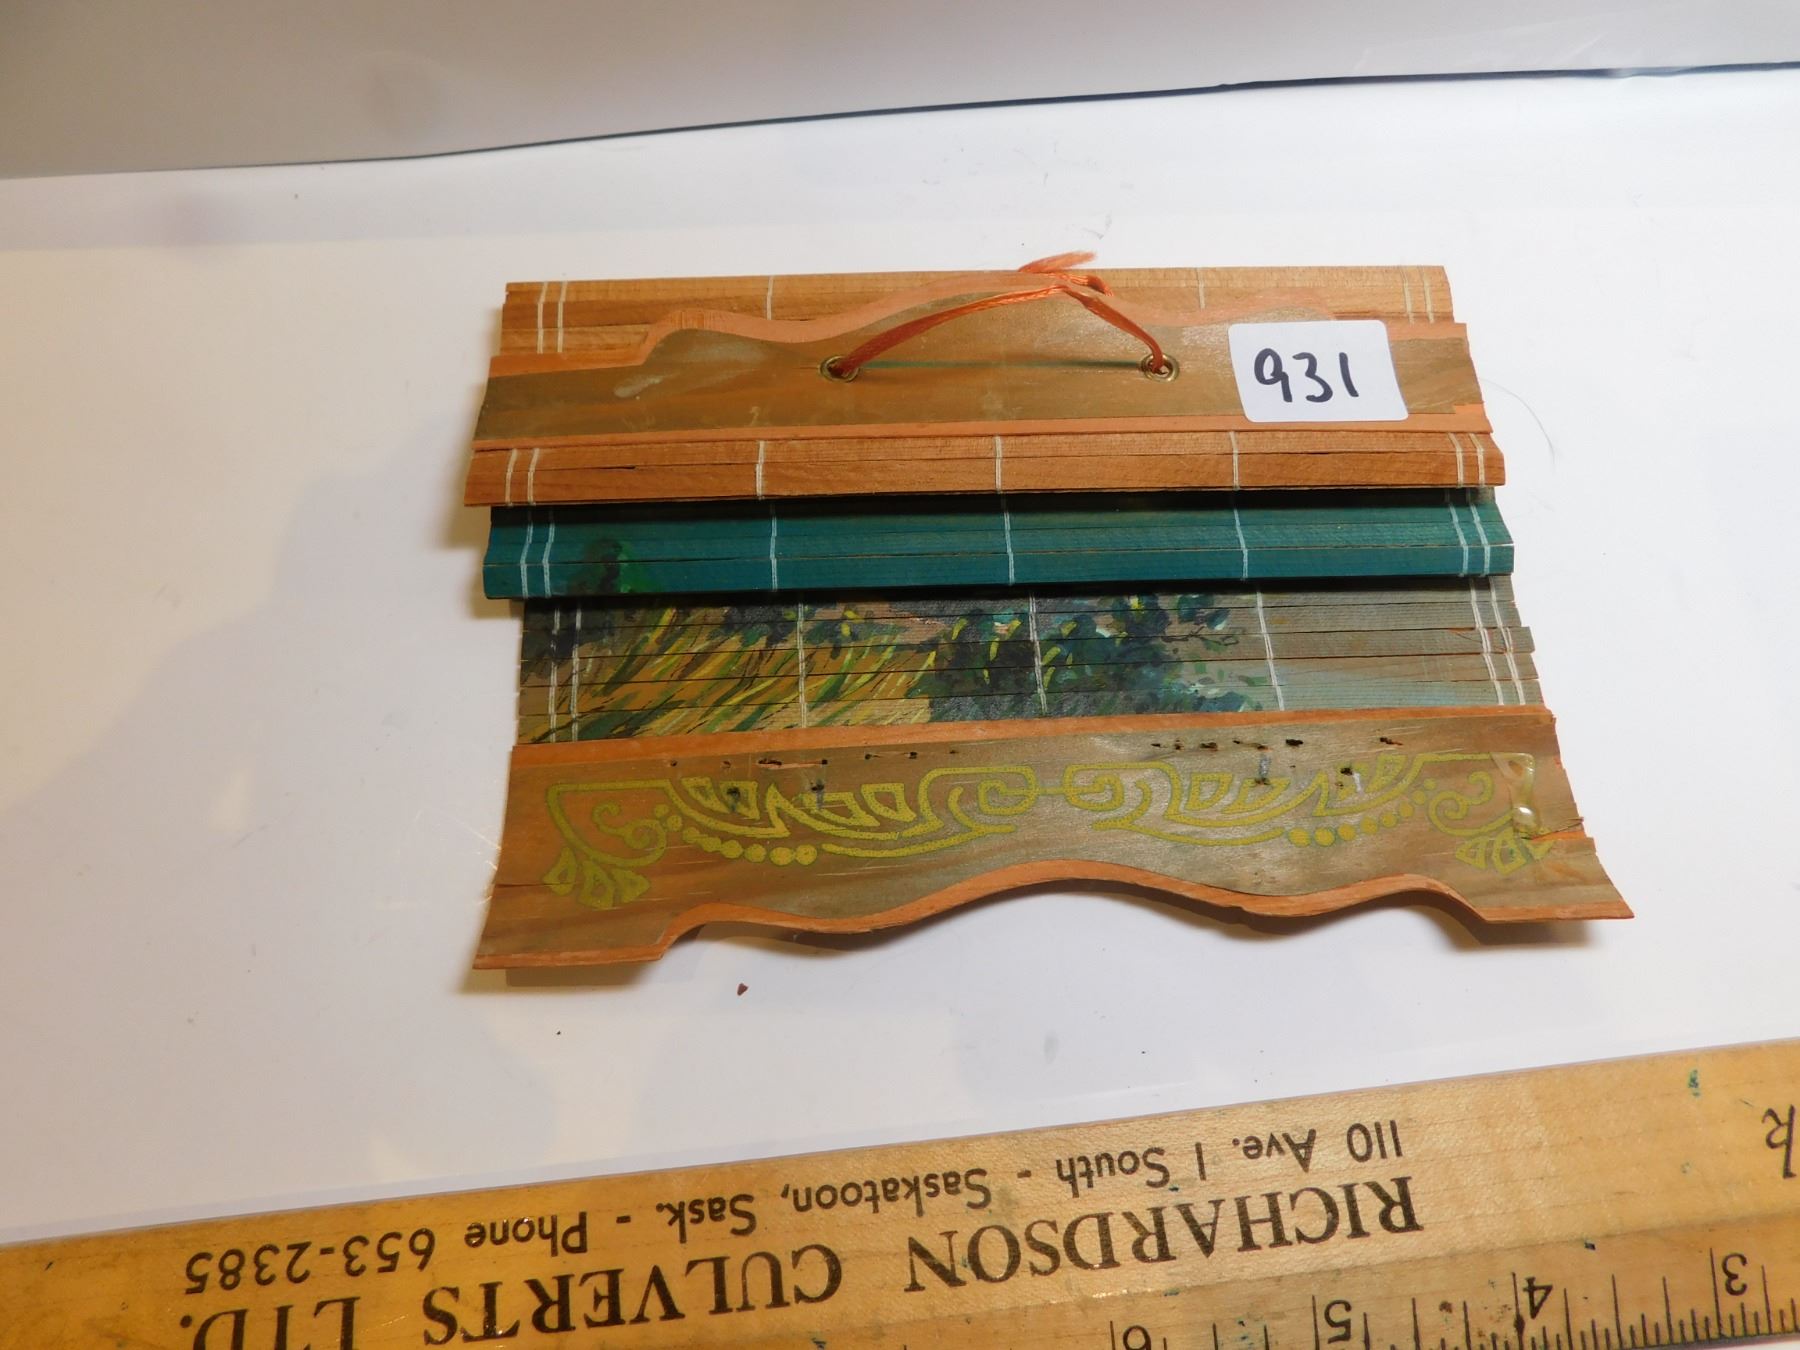 931
110 Ave. I South - Saskatoon, Sask. - Phone 653-2385
RICHARDSON CULVERTS LTD.
3 4 5 6